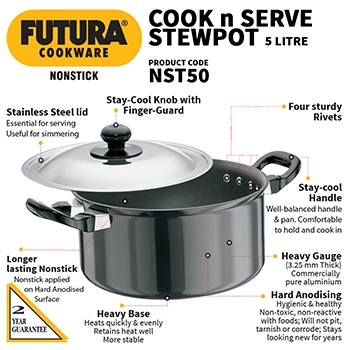 FUTURA®
COOKWARE
NONSTICK
COOK n SERVE
STEWPOT 5 LITRE
PRODUCT CODE
NST50
Stay-Cool Knob with
Finger-Guard
Stainless Steel lid
Essential for serving
Useful for simmering
Four sturdy
Rivets
Stay-cool
Handle
Well-balanced handle
& pan. Comfortable
to hold and cook in
Longer
lasting Nonstick
Nonstick applied
on Hard Anodised
Surface
Heavy Gauge
(3.25 mm Thick)
Commercially
pure aluminium
Heavy Base
Heats quickly & evenly
Retains heat well
More stable
Hard Anodising
Hygienic & healthy
Non-toxic, non-reactive
with foods; Will not pit,
tarnish or corrode; Stays
looking new for years
2
YEAR
GUARANTEE